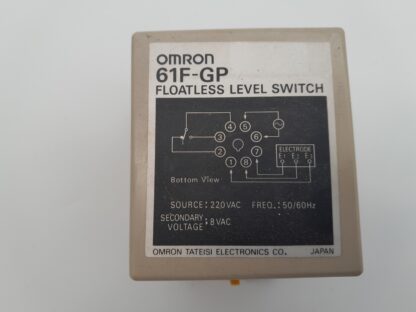 OMRON
61F-GP
FLOATLESS LEVEL SWITCH
4 5
3 6
2 7
1 8
ELECTRODE
E1 E2 E3
Bottom View
SOURCE: 220VAC FREQ.: 50/60Hz
SECONDARY VOLTAGE: 8VAC
OMRON TATEISI ELECTRONICS CO. JAPAN